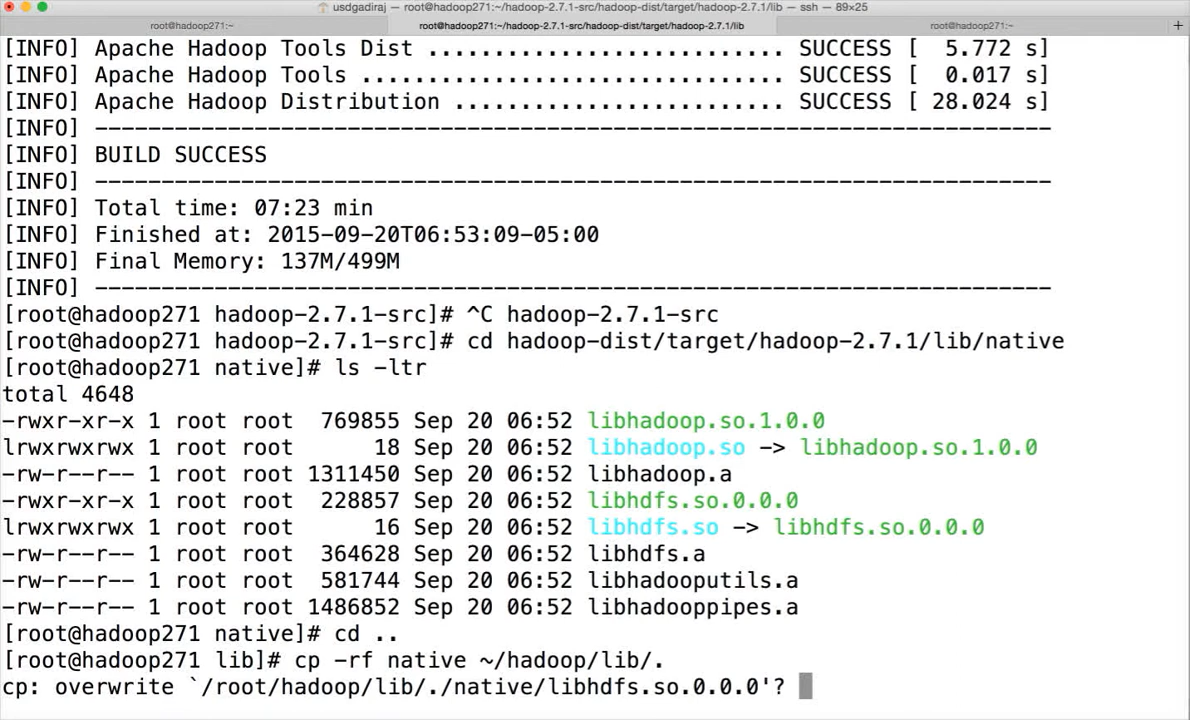 usdgadiraj — root@hadoop271:~/hadoop-2.7.1-src/hadoop-dist/target/hadoop-2.7.1/lib — ssh — 89×25
root@hadoop271:~ root@hadoop271:~/hadoop-2.7.1-src/hadoop-dist/target/hadoop-2.7.1/lib root@hadoop271:~ +
[INFO] Apache Hadoop Tools Dist ........................... SUCCESS [  5.772 s]
[INFO] Apache Hadoop Tools ................................ SUCCESS [  0.017 s]
[INFO] Apache Hadoop Distribution ......................... SUCCESS [ 28.024 s]
[INFO] ------------------------------------------------------------------------
[INFO] BUILD SUCCESS
[INFO] ------------------------------------------------------------------------
[INFO] Total time: 07:23 min
[INFO] Finished at: 2015-09-20T06:53:09-05:00
[INFO] Final Memory: 137M/499M
[INFO] ------------------------------------------------------------------------
[root@hadoop271 hadoop-2.7.1-src]# ^C hadoop-2.7.1-src
[root@hadoop271 hadoop-2.7.1-src]# cd hadoop-dist/target/hadoop-2.7.1/lib/native
[root@hadoop271 native]# ls -ltr
total 4648
-rwxr-xr-x 1 root root  769855 Sep 20 06:52 libhadoop.so.1.0.0
lrwxrwxrwx 1 root root      18 Sep 20 06:52 libhadoop.so -> libhadoop.so.1.0.0
-rw-r--r-- 1 root root 1311450 Sep 20 06:52 libhadoop.a
-rwxr-xr-x 1 root root  228857 Sep 20 06:52 libhdfs.so.0.0.0
lrwxrwxrwx 1 root root      16 Sep 20 06:52 libhdfs.so -> libhdfs.so.0.0.0
-rw-r--r-- 1 root root  364628 Sep 20 06:52 libhdfs.a
-rw-r--r-- 1 root root  581744 Sep 20 06:52 libhadooputils.a
-rw-r--r-- 1 root root 1486852 Sep 20 06:52 libhadooppipes.a
[root@hadoop271 native]# cd ..
[root@hadoop271 lib]# cp -rf native ~/hadoop/lib/.
cp: overwrite `/root/hadoop/lib/./native/libhdfs.so.0.0.0'?